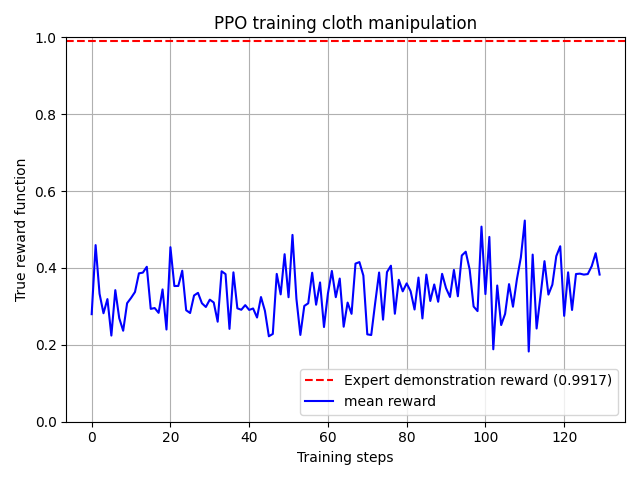 PPO training cloth manipulation
True reward function
1.0
0.8
0.6
0.4
0.2
0.0
Expert demonstration reward (0.9917)
mean reward
0 20 40 60 80 100 120
Training steps